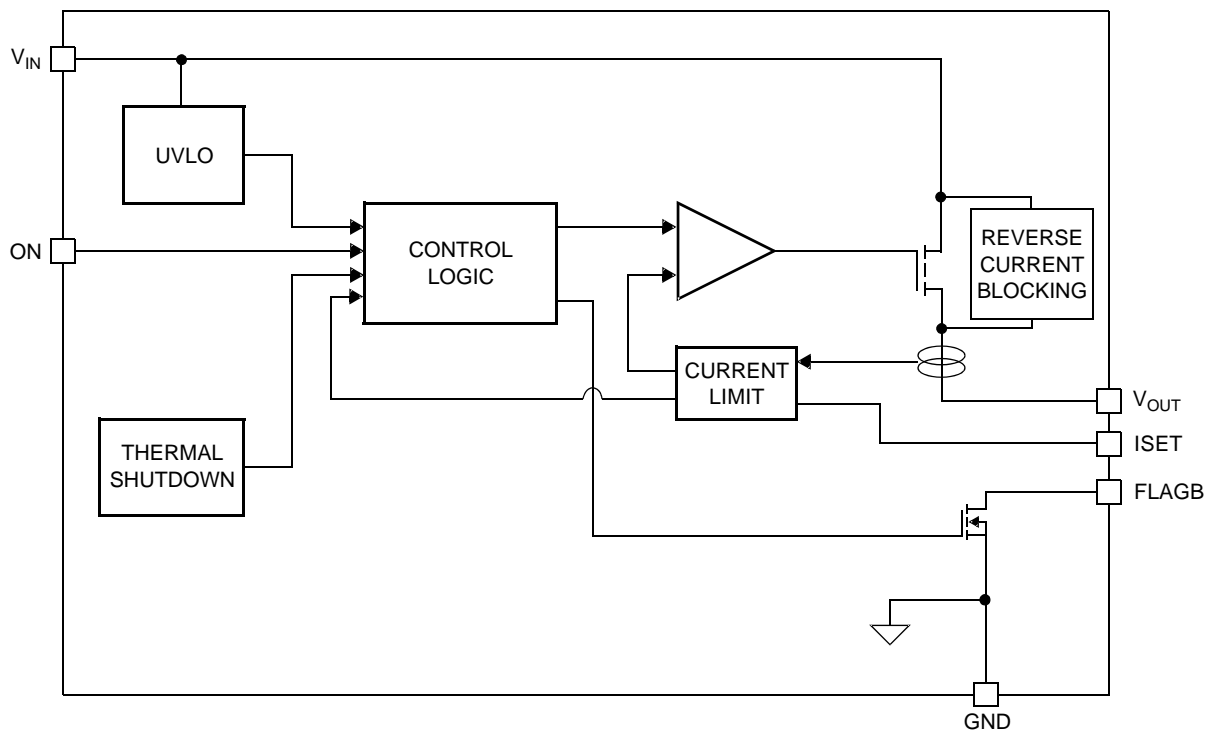 VIN
UVLO
ON
CONTROL
LOGIC
REVERSE
CURRENT
BLOCKING
CURRENT
LIMIT
VOUT
THERMAL
SHUTDOWN
ISET
FLAGB
GND